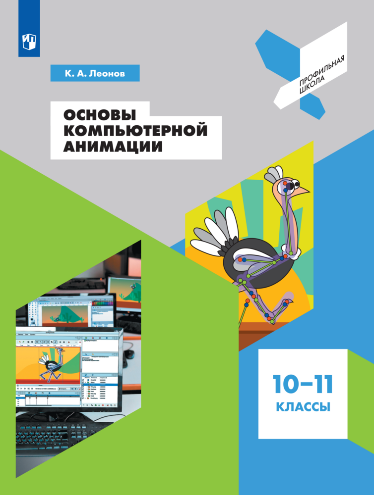 К. А. Леонов
ПРОФИЛЬНАЯ
ШКОЛА
ОСНОВЫ
КОМПЬЮТЕРНОЙ
АНИМАЦИИ
10–11
КЛАССЫ